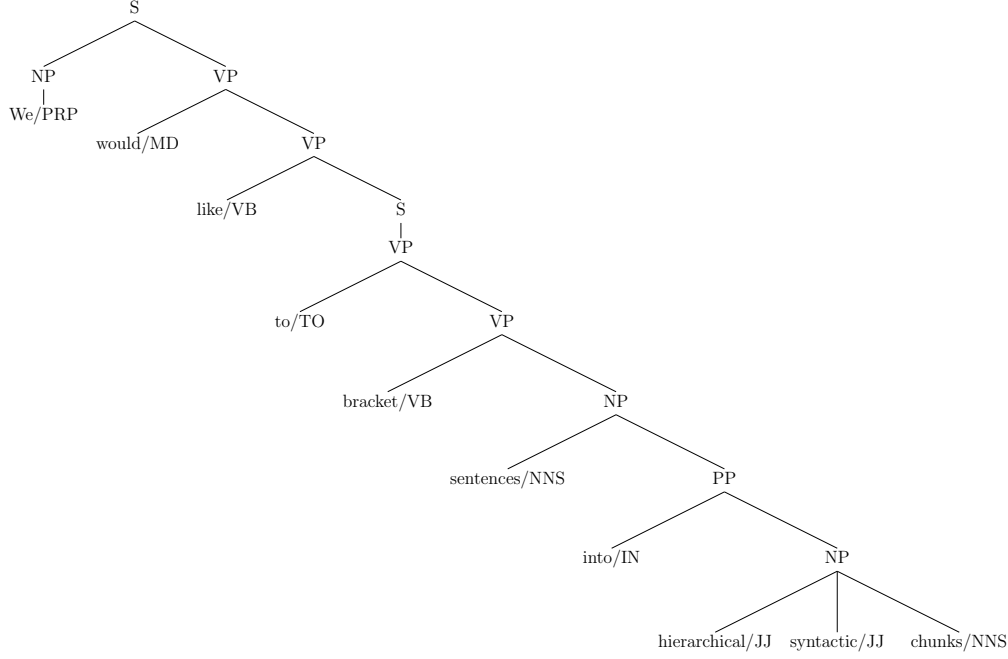 S
NP VP
We/PRP
would/MD VP
like/VB S
VP
to/TO VP
bracket/VB NP
sentences/NNS PP
into/IN NP
hierarchical/JJ syntactic/JJ chunks/NNS